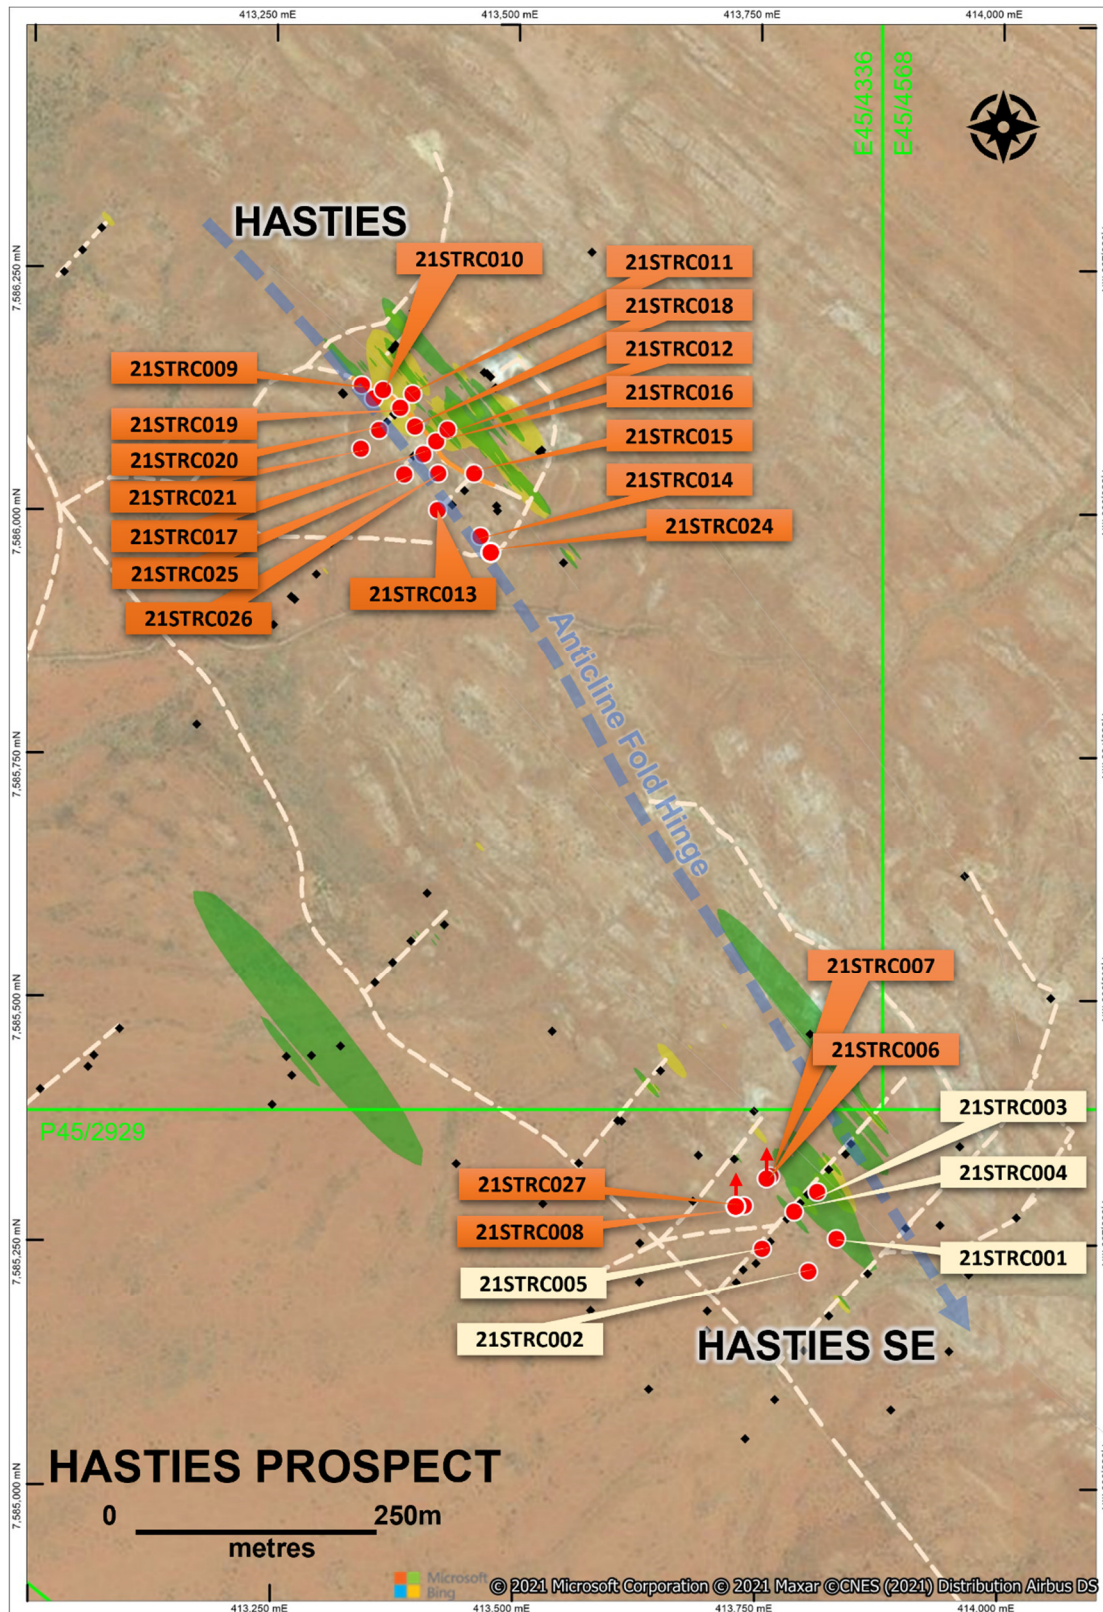 413,250 mE
413,500 mE
413,750 mE
414,000 mE
E45/4336
E45/4568
HASTIES
7,586,250 mN
21STRC010
21STRC011
21STRC018
21STRC012
21STRC016
21STRC015
21STRC014
21STRC024
21STRC009
21STRC019
21STRC020
21STRC021
21STRC017
21STRC025
21STRC026
21STRC013
7,586,000 mN
Anticline Fold Hinge
7,585,750 mN
7,585,500 mN
21STRC007
21STRC006
21STRC003
21STRC004
21STRC001
P45/2929
21STRC027
21STRC008
21STRC005
21STRC002
7,585,250 mN
HASTIES SE
HASTIES PROSPECT
0 250m
metres
7,585,000 mN
Microsoft
Bing
© 2021 Microsoft Corporation © 2021 Maxar ©CNES (2021) Distribution Airbus DS
413,250 mE
413,500 mE
413,750 mE
414,000 mE